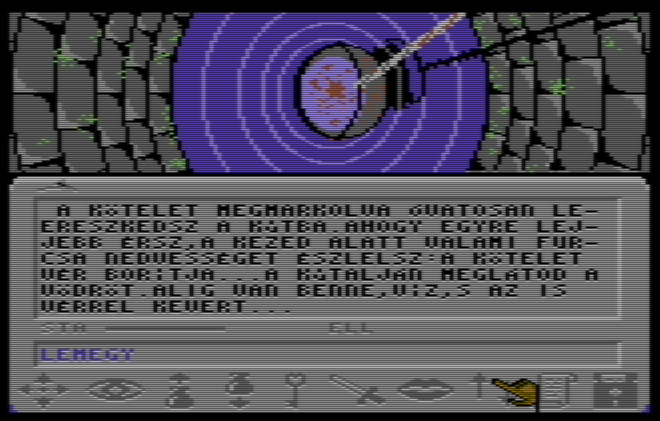 A KöTELET MEGMARKOLVA óVATOSAN LE-
ERESZKEDSZ A KúTBA.AHOGY EGYRE LEJ-
JEBB ÉRSZ,A KEZED ALATT VALAMI FUR-
CSA NEDVESSÉGET ÉSZLELSZ:A KöTELET
VÉR BORíTJA...A KúTALJÁN MEGLÁTOD A
VöDRöT.ALIG VAN BENNE,VíZ,S AZ IS
VÉRREL KEVERT...
STA ELL
LEMEGY